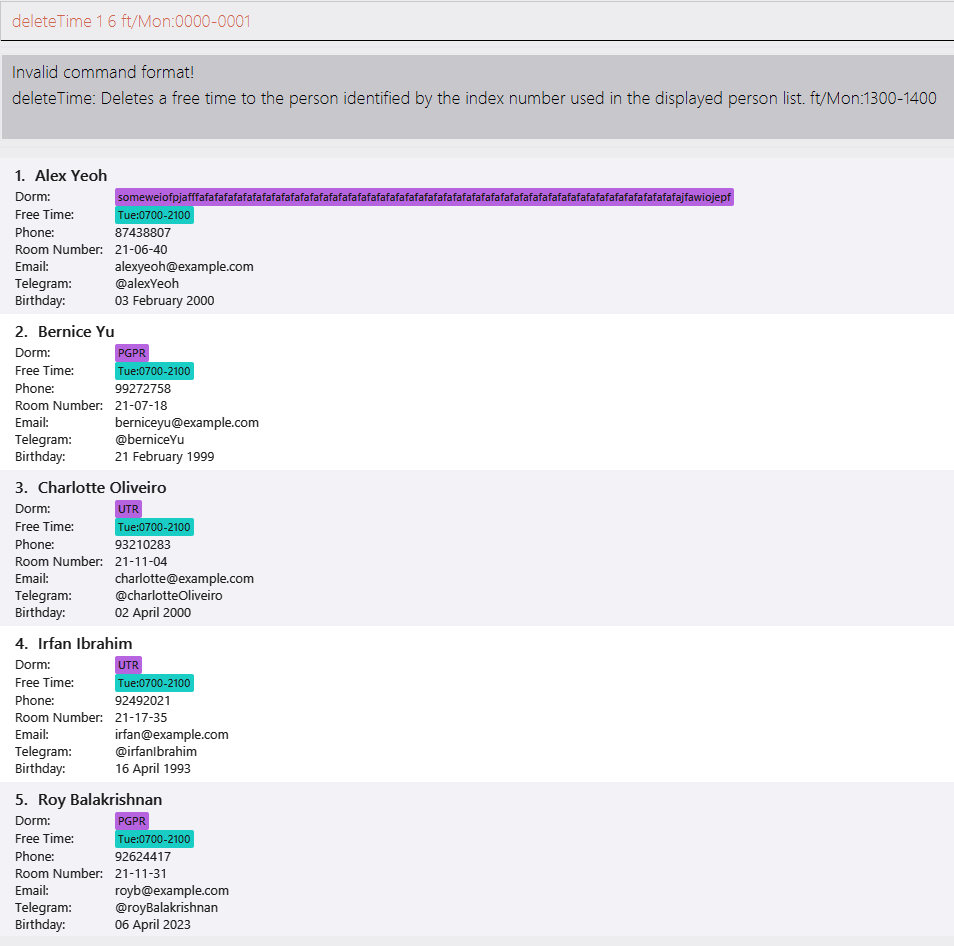 deleteTime 1 6 ft/Mon:0000-0001
Invalid command format!
deleteTime: Deletes a free time to the person identified by the index number used in the displayed person list. ft/Mon:1300-1400
1. Alex Yeoh
Dorm:
Free Time: Tue:0700-2100
Phone: 87438807
Room Number: 21-06-40
Email: alexyeoh@example.com
Telegram: @alexYeoh
Birthday: 03 February 2000
2. Bernice Yu
Dorm: PGPR
Free Time: Tue:0700-2100
Phone: 99272758
Room Number: 21-07-18
Email: berniceyu@example.com
Telegram: @berniceYu
Birthday: 21 February 1999
3. Charlotte Oliveiro
Dorm: UTR
Free Time: Tue:0700-2100
Phone: 93210283
Room Number: 21-11-04
Email: charlotte@example.com
Telegram: @charlotteOliveiro
Birthday: 02 April 2000
4. Irfan Ibrahim
Dorm: UTR
Free Time: Tue:0700-2100
Phone: 92492021
Room Number: 21-17-35
Email: irfan@example.com
Telegram: @irfanIbrahim
Birthday: 16 April 1993
5. Roy Balakrishnan
Dorm: PGPR
Free Time: Tue:0700-2100
Phone: 92624417
Room Number: 21-11-31
Email: royb@example.com
Telegram: @royBalakrishnan
Birthday: 06 April 2023